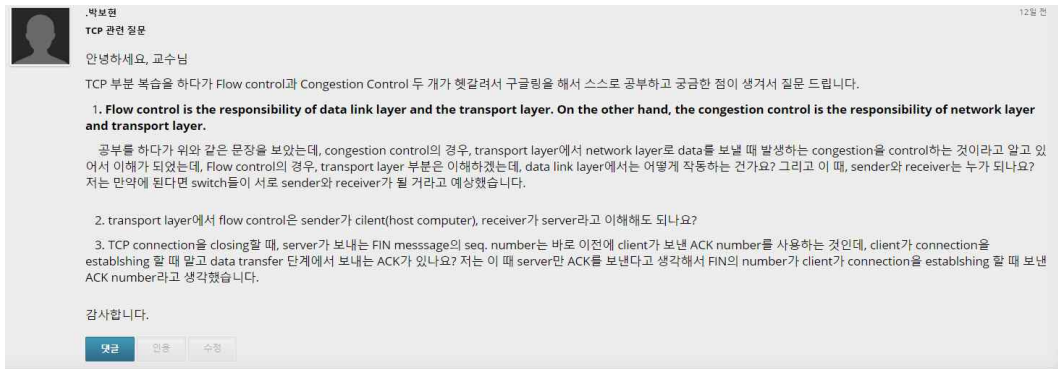 .박보현
12일 전
TCP 관련 질문
안녕하세요, 교수님
TCP 부분 복습을 하다가 Flow control과 Congestion Control 두 개가 헷갈려서 구글링을 해서 스스로 공부하고 궁금한 점이 생겨서 질문 드립니다.
1. Flow control is the responsibility of data link layer and the transport layer. On the other hand, the congestion control is the responsibility of network layer
and transport layer.
공부를 하다가 위와 같은 문장을 보았는데, congestion control의 경우, transport layer에서 network layer로 data를 보낼 때 발생하는 congestion을 control하는 것이라고 알고 있
어서 이해가 되었는데, Flow control의 경우, transport layer 부분은 이해하겠는데, data link layer에서는 어떻게 작동하는 건가요? 그리고 이 때, sender와 receiver는 누가 되나요?
저는 만약에 된다면 switch들이 서로 sender와 receiver가 될 거라고 예상했습니다.
2. transport layer에서 flow control은 sender가 cilent(host computer), receiver가 server라고 이해해도 되나요?
3. TCP connection을 closing할 때, server가 보내는 FIN messsage의 seq. number는 바로 이전에 client가 보낸 ACK number를 사용하는 것인데, client가 connection을
establshing 할 때 말고 data transfer 단계에서 보내는 ACK가 있나요? 저는 이 때 server만 ACK를 보낸다고 생각해서 FIN의 number가 client가 connection을 establshing 할 때 보낸
ACK number라고 생각했습니다.
감사합니다.
댓글 인용 수정